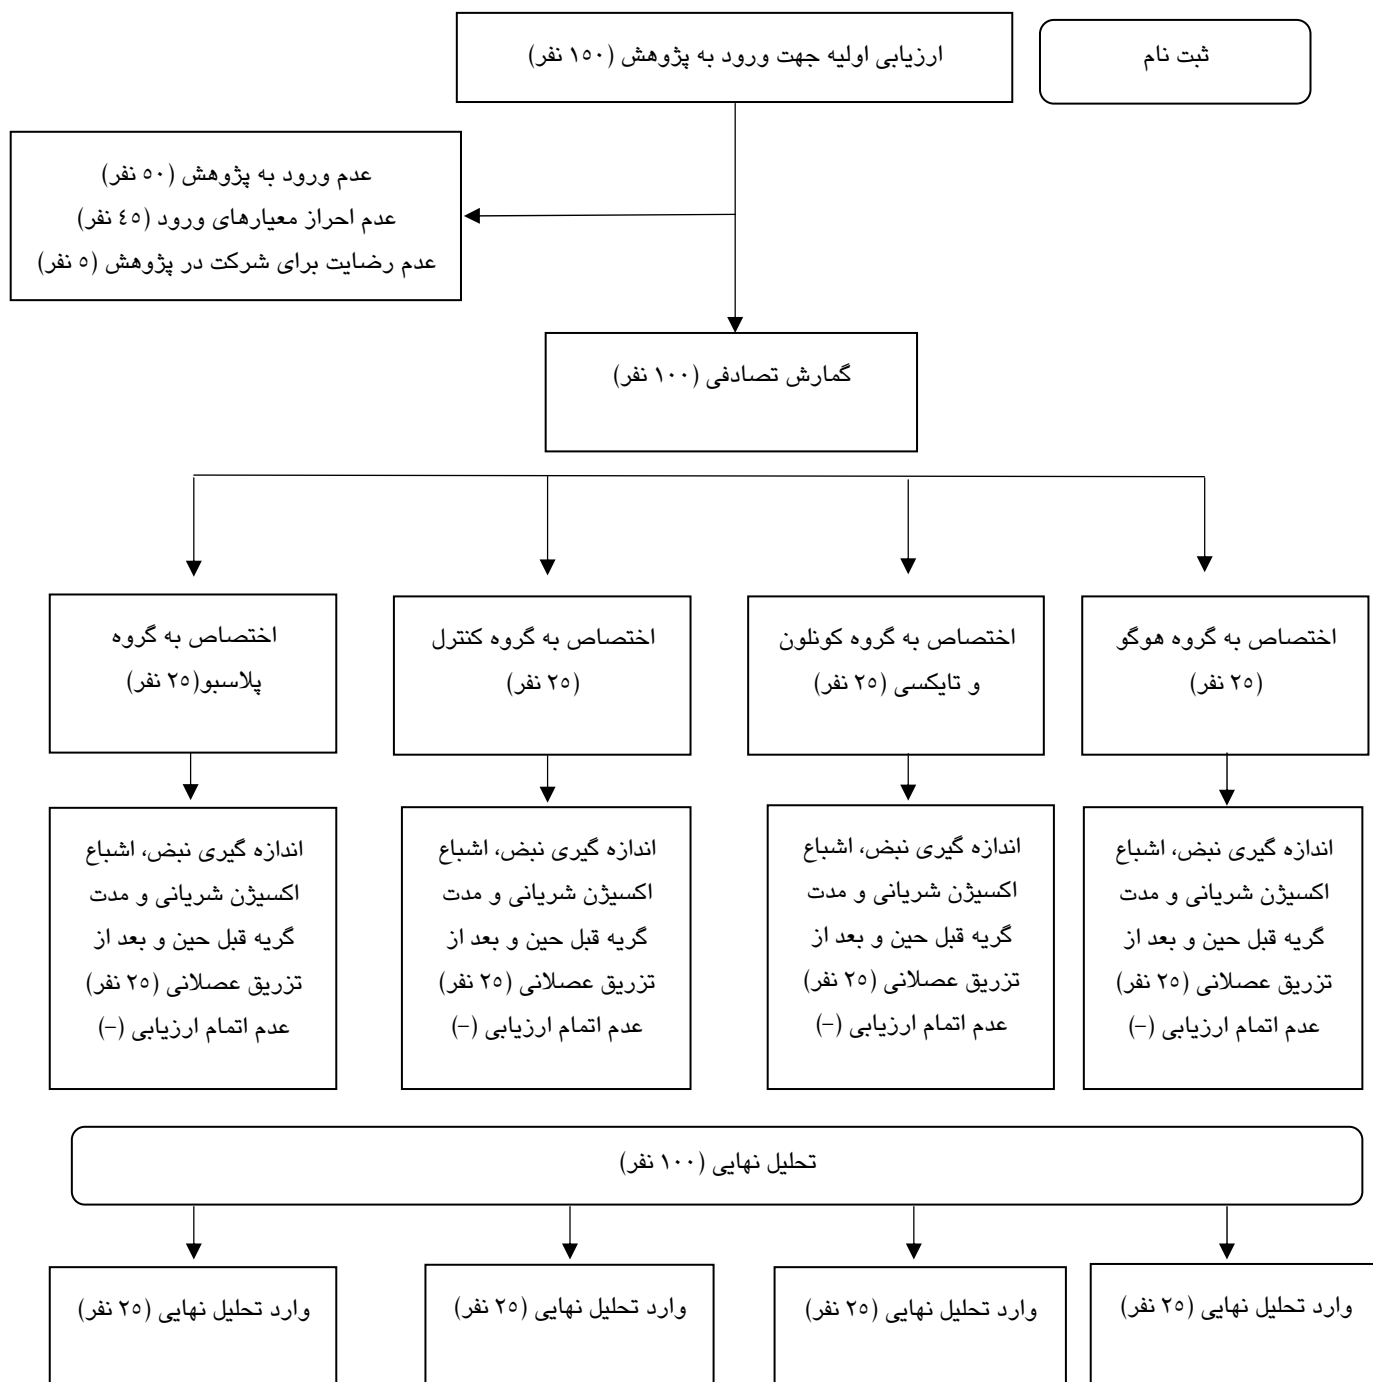 ثبت نام
ارزیابی اولیه جهت ورود به پژوهش (۱۵۰ نفر)
عدم ورود به پژوهش (۵۰ نفر)
عدم احراز معیارهای ورود (٤٥ نفر)
عدم رضایت برای شرکت در پژوهش (۵ نفر)
گمارش تصادفی (۱۰۰ نفر)
اختصاص به گروه هوگو
(۲۵ نفر)
اختصاص به گروه کونلون
و تایکسی (۲۵ نفر)
اختصاص به گروه کنترل
(۲۵ نفر)
اختصاص به گروه
پلاسبو(۲۵ نفر)
اندازه گیری نبض، اشباع
اکسیژن شریانی و مدت
گریه قبل حین و بعد از
تزریق عصلانی (۲۵ نفر)
عدم اتمام ارزیابی (–)
اندازه گیری نبض، اشباع
اکسیژن شریانی و مدت
گریه قبل حین و بعد از
تزریق عصلانی (۲۵ نفر)
عدم اتمام ارزیابی (–)
اندازه گیری نبض، اشباع
اکسیژن شریانی و مدت
گریه قبل حین و بعد از
تزریق عصلانی (۲۵ نفر)
عدم اتمام ارزیابی (–)
اندازه گیری نبض، اشباع
اکسیژن شریانی و مدت
گریه قبل حین و بعد از
تزریق عصلانی (۲۵ نفر)
عدم اتمام ارزیابی (–)
تحلیل نهایی (۱۰۰ نفر)
وارد تحلیل نهایی (۲۵ نفر)
وارد تحلیل نهایی (۲۵ نفر)
وارد تحلیل نهایی (۲۵ نفر)
وارد تحلیل نهایی (۲۵ نفر)